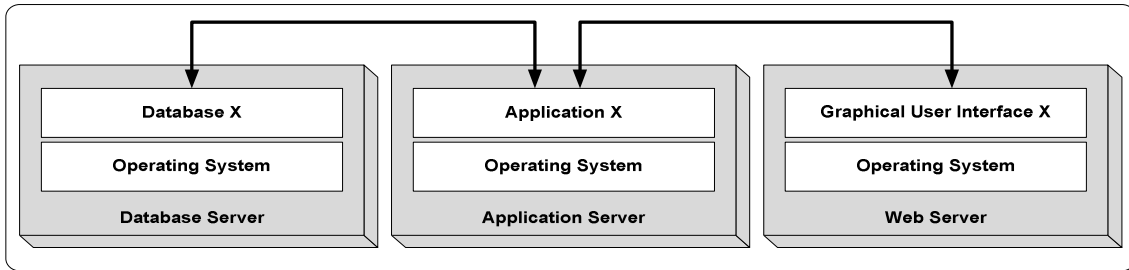 Database X
Operating System
Database Server
Application X
Operating System
Application Server
Graphical User Interface X
Operating System
Web Server